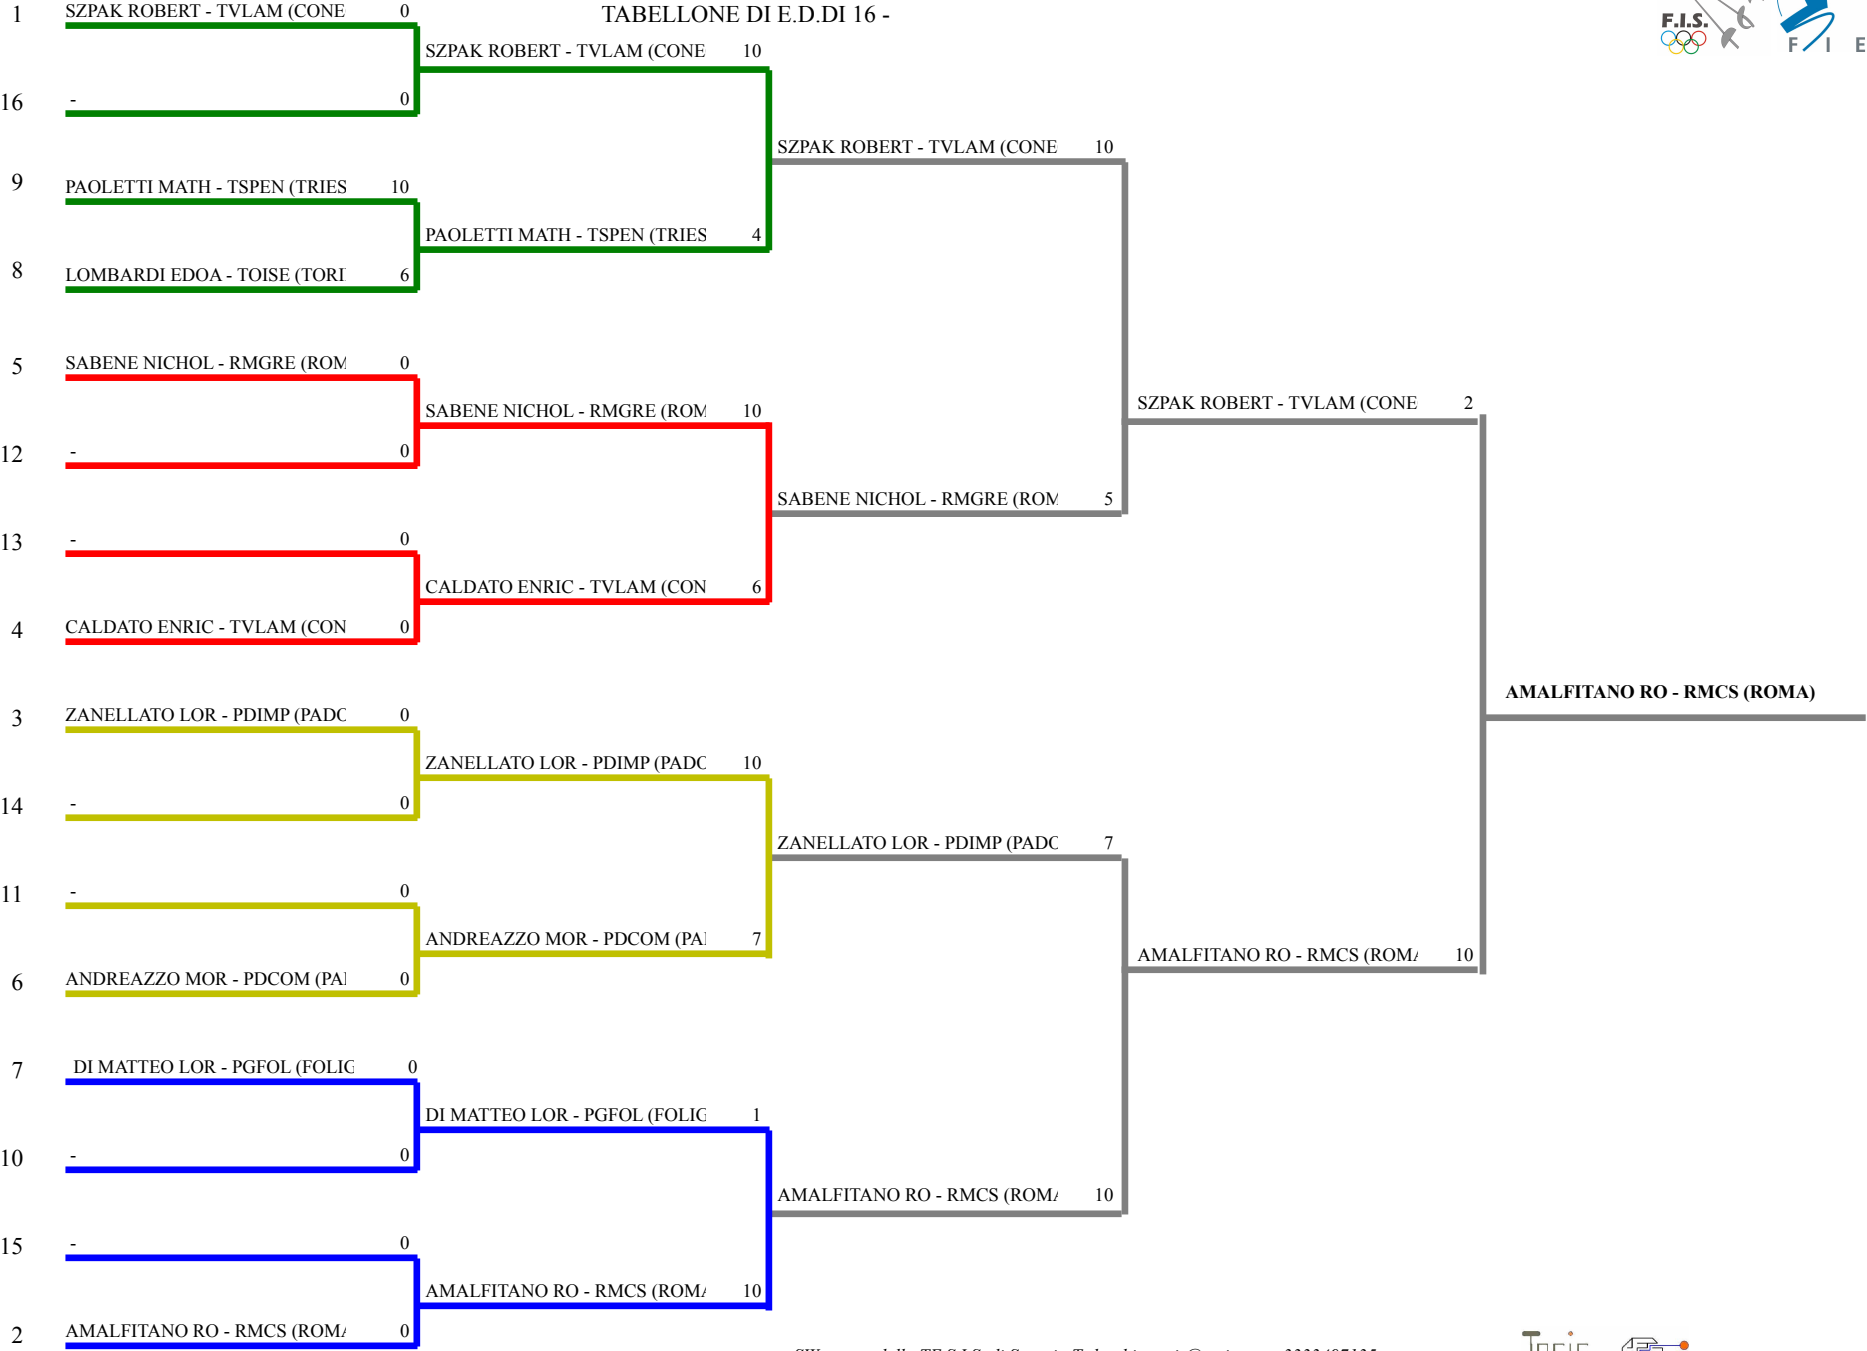 TABELLONE DI E.D.DI 16 -
F.I.S.
F I E
1 SZPAK ROBERT - TVLAM (CONE 0
16 - 0
9 PAOLETTI MATH - TSPEN (TRIES 10
8 LOMBARDI EDOA - TOISE (TORI 6
5 SABENE NICHOL - RMGRE (ROM 0
12 - 0
13 - 0
4 CALDATO ENRIC - TVLAM (CON 0
3 ZANELLATO LOR - PDIMP (PADO 0
14 - 0
11 - 0
6 ANDREAZZO MOR - PDCOM (PA 0
7 DI MATTEO LOR - PGFOL (FOLIG 0
10 - 0
15 - 0
2 AMALFITANO RO - RMCS (ROMA 0
SZPAK ROBERT - TVLAM (CONE 10
PAOLETTI MATH - TSPEN (TRIES 4
SABENE NICHOL - RMGRE (ROM 10
CALDATO ENRIC - TVLAM (CON 6
ZANELLATO LOR - PDIMP (PADO 10
ANDREAZZO MOR - PDCOM (PA 7
DI MATTEO LOR - PGFOL (FOLIG 1
AMALFITANO RO - RMCS (ROMA 10
SZPAK ROBERT - TVLAM (CONE 10
SABENE NICHOL - RMGRE (ROM 5
ZANELLATO LOR - PDIMP (PADO 7
AMALFITANO RO - RMCS (ROMA 10
SZPAK ROBERT - TVLAM (CONE 2
AMALFITANO RO - RMCS (ROMA 10
AMALFITANO RO - RMCS (ROMA)